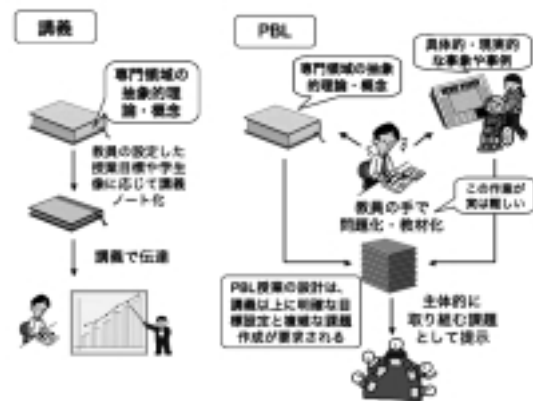 講義
専門領域の
抽象的理
論・概念
教員の設定した
授業目標や学生
像に応じて講義
ノート化
講義で伝達
PBL
専門領域の抽象
的理論・概念
具体的・現実的
な事象や事例
この作業が
実は難しい
教員の手で
問題化・教材化
PBL授業の設計は、
講義以上に明確な目
標設定と複雑な課題
作成が要求される
主体的に
取り組む課題
として提示